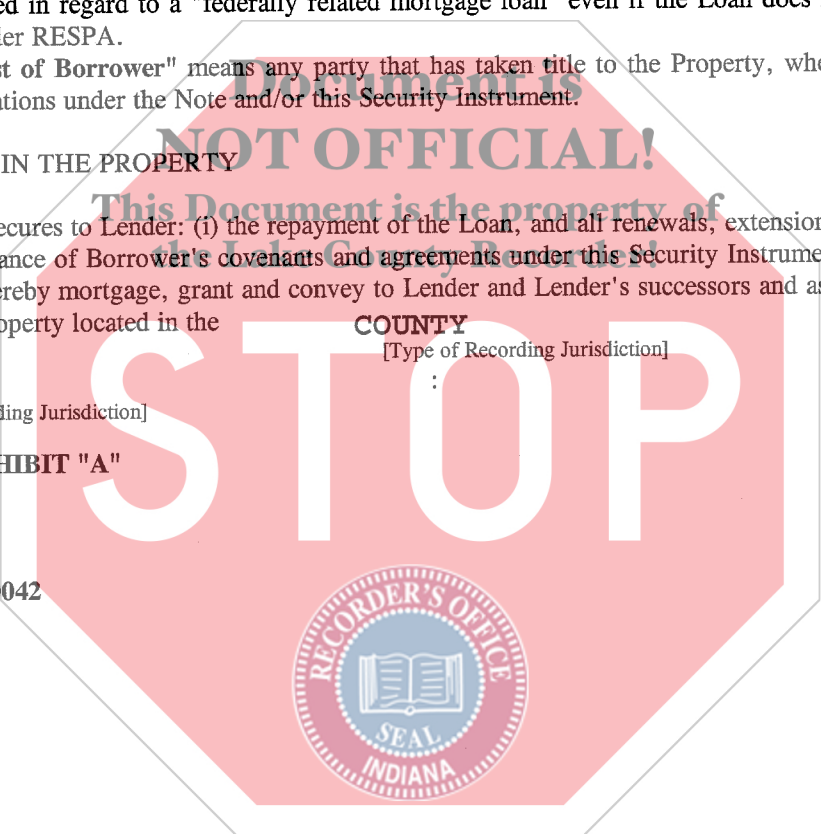 ed in regard to a "federally related mortgage loan" even if the Loan does
er RESPA.
st of Borrower" means any party that has taken title to the Property, whe
ations under the Note and/or this Security Instrument.
Document is
NOT OFFICIAL!
IN THE PROPERTY
This Document is the property of
the Lake County Recorder!
ecures to Lender: (i) the repayment of the Loan, and all renewals, extension
ance of Borrower's covenants and agreements under this Security Instrume
ereby mortgage, grant and convey to Lender and Lender's successors and as
operty located in the COUNTY
[Type of Recording Jurisdiction]
:
ding Jurisdiction]
HIBIT "A"
STOP
042
RECORDER'S OFFICE
SEAL
INDIANA